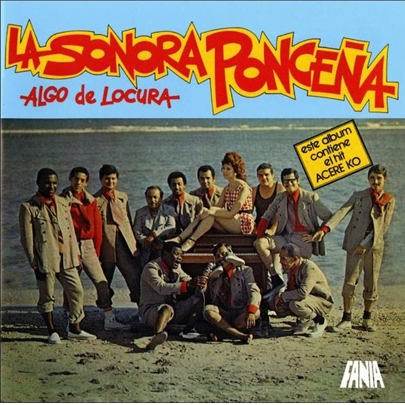 LA SONORA PONCEÑA
-ALGO de LOCURA-
este album
contiene
el hit
ACERE KO
FANIA